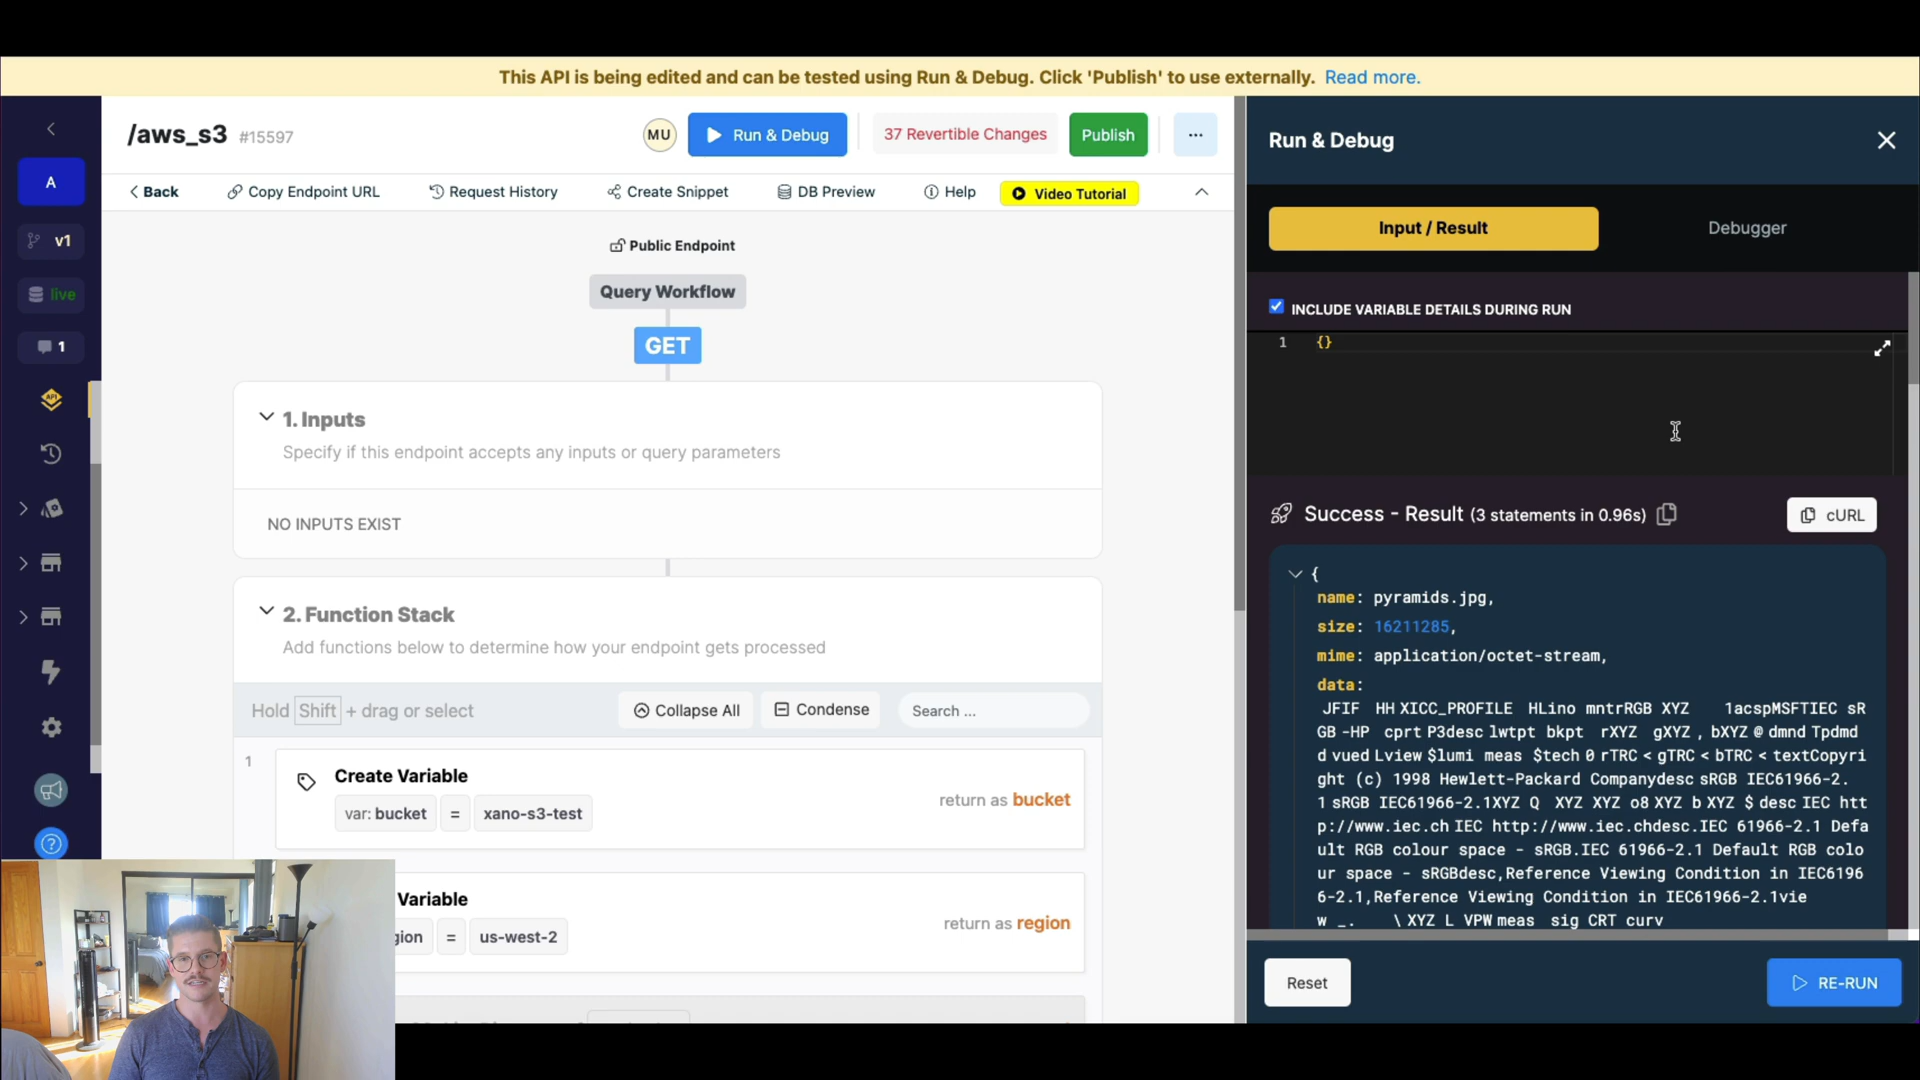 This API is being edited and can be tested using Run & Debug. Click 'Publish' to use externally. Read more.
/aws_s3 #15597
MU
Run & Debug
37 Revertible Changes
Publish
...
Back
Copy Endpoint URL
Request History
Create Snippet
DB Preview
Help
Video Tutorial
A
v1
live
1
API
?
Public Endpoint
Query Workflow
GET
1. Inputs
Specify if this endpoint accepts any inputs or query parameters
NO INPUTS EXIST
2. Function Stack
Add functions below to determine how your endpoint gets processed
Hold Shift + drag or select
Collapse All
Condense
Search ...
1
Create Variable
var: bucket = xano-s3-test
return as bucket
Variable
gion = us-west-2
return as region
Run & Debug
Input / Result
Debugger
INCLUDE VARIABLE DETAILS DURING RUN
1 {}
Success - Result (3 statements in 0.96s)
cURL
{
name: pyramids.jpg,
size: 16211285,
mime: application/octet-stream,
data:
JFIF HH XICC_PROFILE HLino mntrRGB XYZ 1acspMSFTIEC sR
GB -HP cprt P3desc lwtpt bkpt rXYZ gXYZ , bXYZ @ dmnd Tpdmd
d vued Lview $lumi meas $tech 0 rTRC < gTRC < bTRC < textCopyri
ght (c) 1998 Hewlett-Packard Companydesc sRGB IEC61966-2.
1 sRGB IEC61966-2.1XYZ Q XYZ XYZ o8 XYZ b XYZ $ desc IEC htt
p://www.iec.ch IEC http://www.iec.chdesc.IEC 61966-2.1 Defa
ult RGB colour space - sRGB.IEC 61966-2.1 Default RGB colo
ur space - sRGBdesc,Reference Viewing Condition in IEC6196
6-2.1,Reference Viewing Condition in IEC61966-2.1vie
w _. \ XYZ L VPW meas sig CRT curv
Reset
RE-RUN